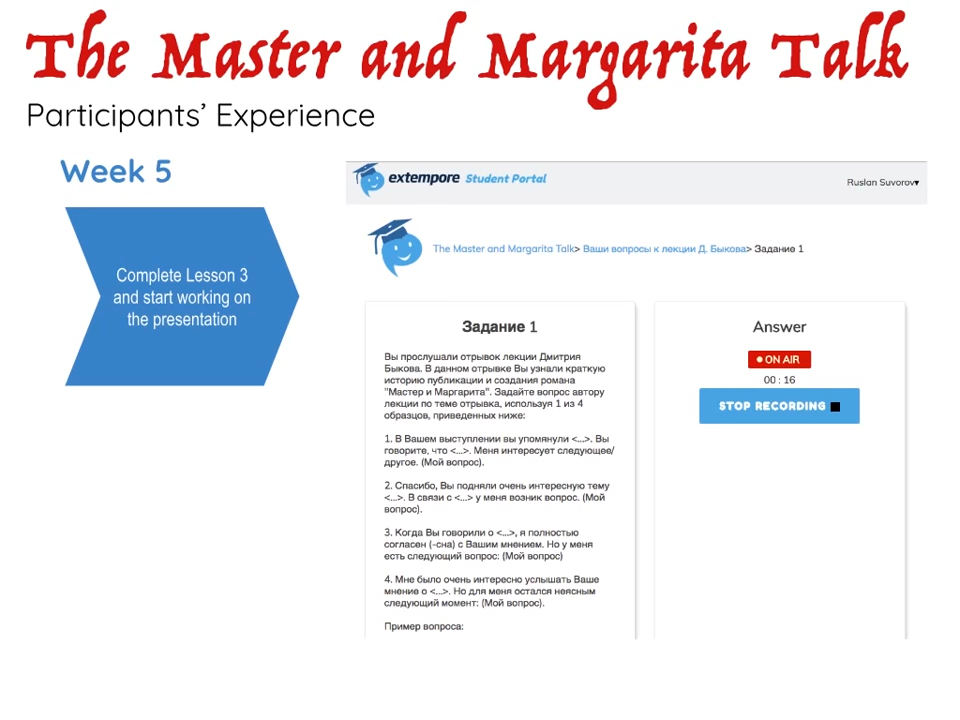 The Master and Margarita Talk
Participants’ Experience
Week 5
Complete Lesson 3
and start working on
the presentation
extempore Student Portal
Ruslan Suvorov▾
The Master and Margarita Talk> Ваши вопросы к лекции Д. Быкова> Задание 1
Задание 1
Вы прослушали отрывок лекции Дмитрия
Быкова. В данном отрывке Вы узнали краткую
историю публикации и создания романа
"Мастер и Маргарита". Задайте вопрос автору
лекции по теме отрывка, используя 1 из 4
образцов, приведенных ниже:
1. В Вашем выступлении вы упомянули <...>. Вы
говорите, что <...>. Меня интересует следующее/
другое. (Мой вопрос).
2. Спасибо, Вы подняли очень интересную тему
<...>. В связи с <...> у меня возник вопрос. (Мой
вопрос).
3. Когда Вы говорили о <...>, я полностью
согласен (-сна) с Вашим мнением. Но у меня
есть следующий вопрос: (Мой вопрос)
4. Мне было очень интересно услышать Ваше
мнение о <...>. Но для меня остался неясным
следующий момент: (Мой вопрос).
Пример вопроса:
Answer
ON AIR
00 : 16
STOP RECORDING